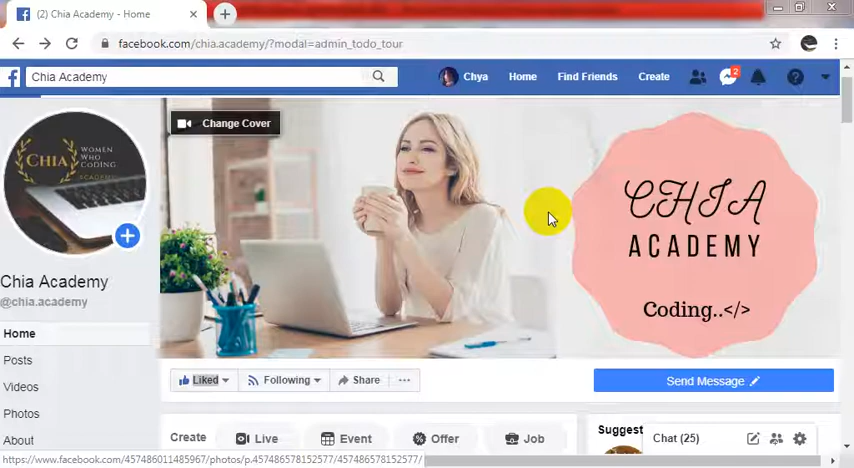 (2) Chia Academy - Home
facebook.com/chia.academy/?modal=admin_todo_tour
Chia Academy
Chya
Home
Find Friends
Create
2
Change Cover
CHIA
WOMEN
WHO
CODING
ACADEMY
CHIA
ACADEMY
Coding..</>
Chia Academy
@chia.academy
Home
Posts
Videos
Photos
About
Liked
Following
Share
Send Message
Create
Live
Event
Offer
Job
Suggest
Chat (25)
https://www.facebook.com/457486011485967/photos/p.457486578152577/457486578152577/